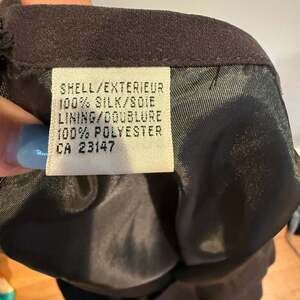 SHELL/EXTERIEUR
100% SILK/SOIE
LINING/DOUBLURE
100% POLYESTER
CA 23147